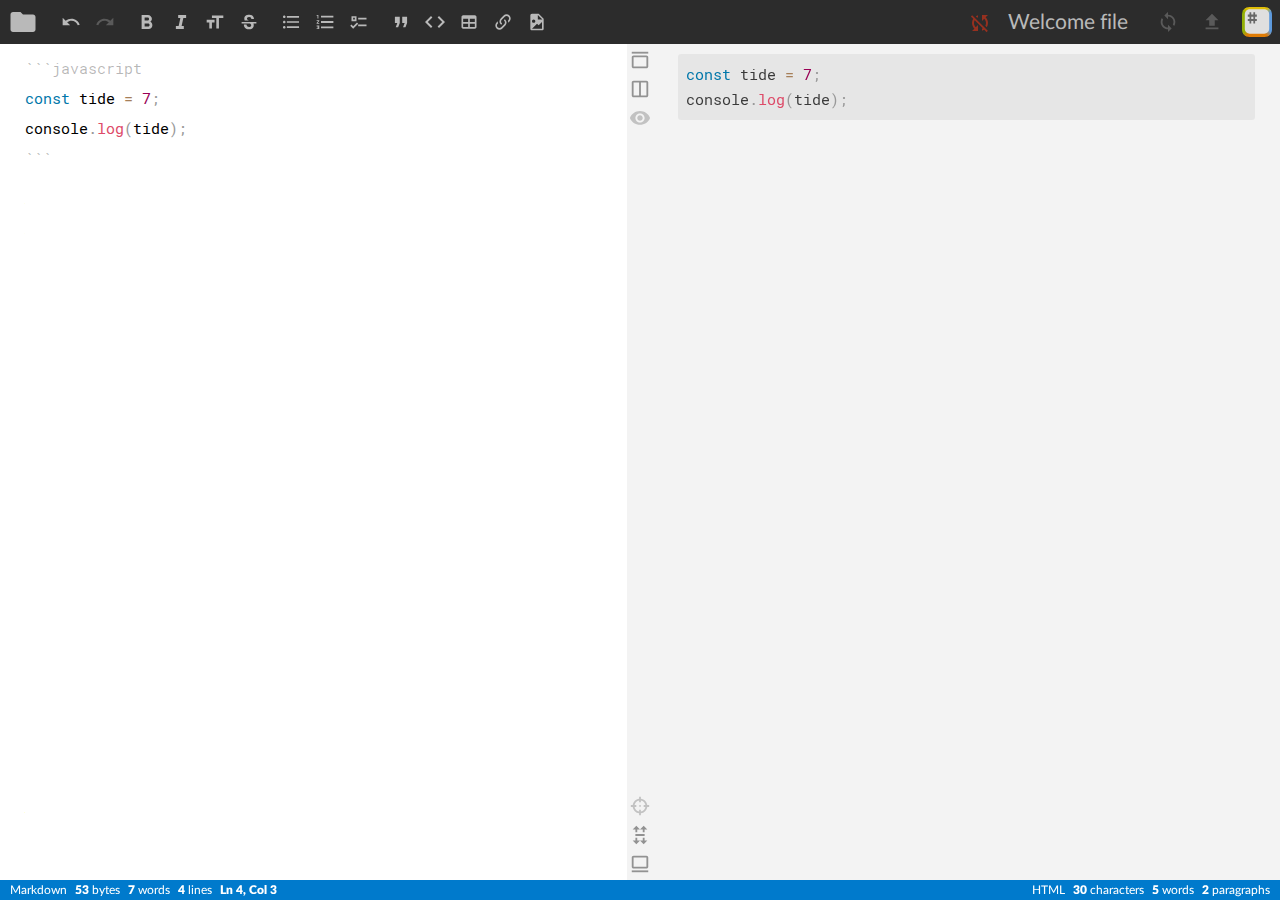 Welcome file
```javascript
const tide = 7;
console.log(tide);
```
const tide = 7;
console.log(tide);
Markdown 53 bytes 7 words 4 lines Ln 4, Col 3
HTML 30 characters 5 words 2 paragraphs